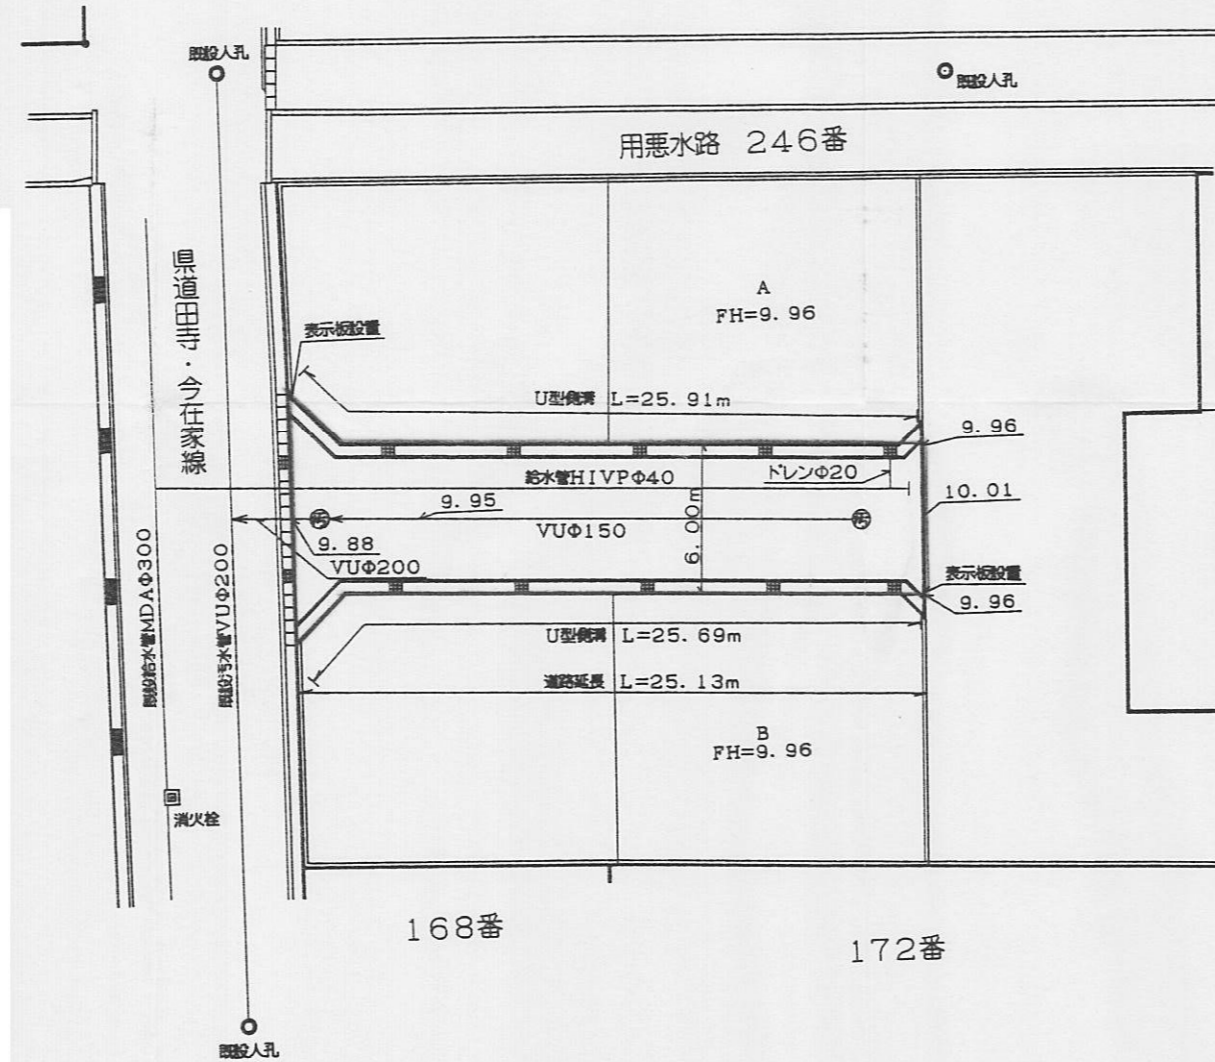 既設人孔
既設人孔
用悪水路 246番
県道田寺・今在家線
A
FH=9.96
表示板設置
U型側溝 L=25.91m
9.96
給水管HIVPΦ40
ドレンΦ20
9.95
10.01
VUΦ150
6.00m
汚
汚
9.88
VUΦ200
表示板設置
9.96
既設給水管MDAΦ300
既設汚水管VUΦ200
U型側溝 L=25.69m
道路延長 L=25.13m
B
FH=9.96
消火栓
168番
172番
既設人孔